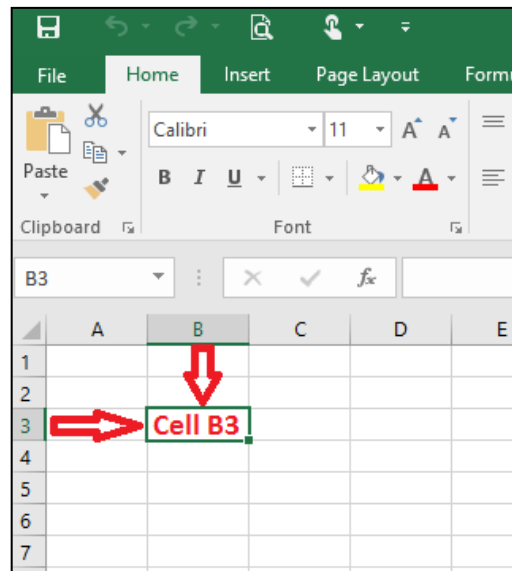 File Home Insert Page Layout
Paste
Calibri 11 A A
B I U A
Clipboard Font
B3 fx
A B C D E
1
2
3 Cell B3
4
5
6
7